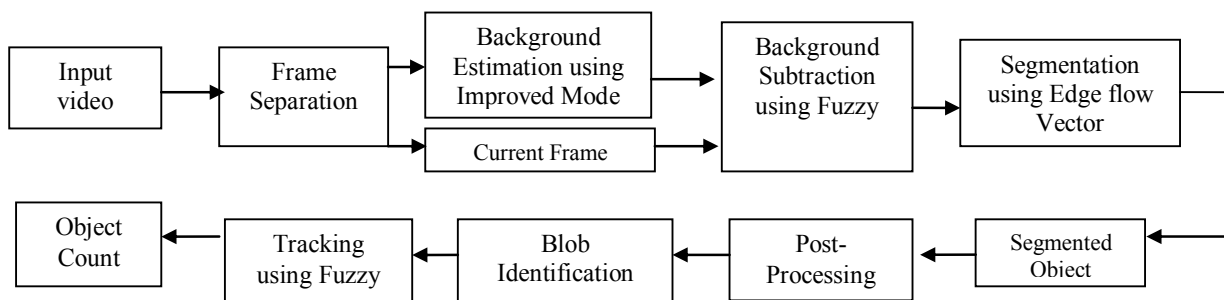 Input
video
Frame
Separation
Background
Estimation using
Improved Mode
Current Frame
Background
Subtraction
using Fuzzy
Segmentation
using Edge flow
Vector
Object
Count
Tracking
using Fuzzy
Blob
Identification
Post-
Processing
Segmented
Object